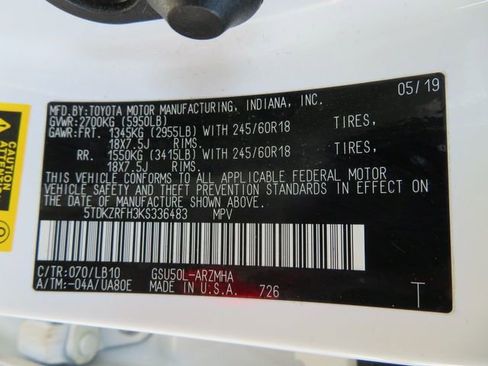 MFD.BY:TOYOTA MOTOR MANUFACTURING, INDIANA, INC. 05/19
GVWR:2700KG (5950LB)
GAWR:FRT. 1345KG (2955LB) WITH 245/60R18 TIRES,
18X7.5J RIMS.
RR. 1550KG (3415LB) WITH 245/60R18 TIRES,
18X7.5J RIMS.
THIS VEHICLE CONFORMS TO ALL APPLICABLE FEDERAL MOTOR
VEHICLE SAFETY AND THEFT PREVENTION STANDARDS IN EFFECT ON
THE DATE OF MANUFACTURE SHOWN ABOVE.
5TDKZRFH3KS336483 MPV
C/TR:070/LB10 GSU50L-ARZMHA
A/TM:-04A/UA80E MADE IN U.S.A. 726 T
CAUTION